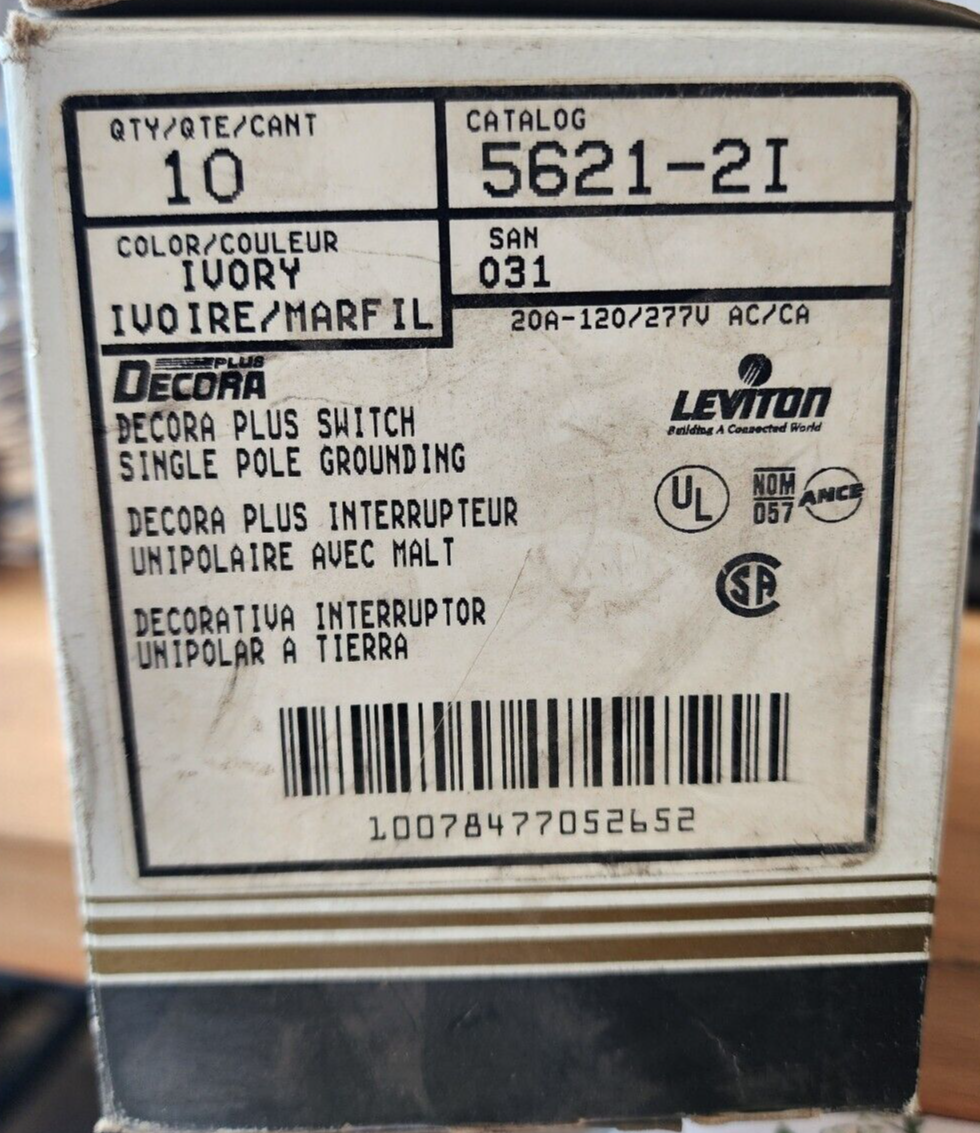 QTY/QTE/CANT
10
CATALOG
5621-2I
COLOR/COULEUR
IVORY
IVOIRE/MARFIL
SAN
031
20A-120/277V AC/CA
DECORA PLUS
DECORA PLUS SWITCH
SINGLE POLE GROUNDING
DECORA PLUS INTERRUPTEUR
UNIPOLAIRE AVEC MALT
DECORATIVA INTERRUPTOR
UNIPOLAR A TIERRA
LEVITON
Building A Connected World
UL
NOM
057
ANCE
SA
10078477052652